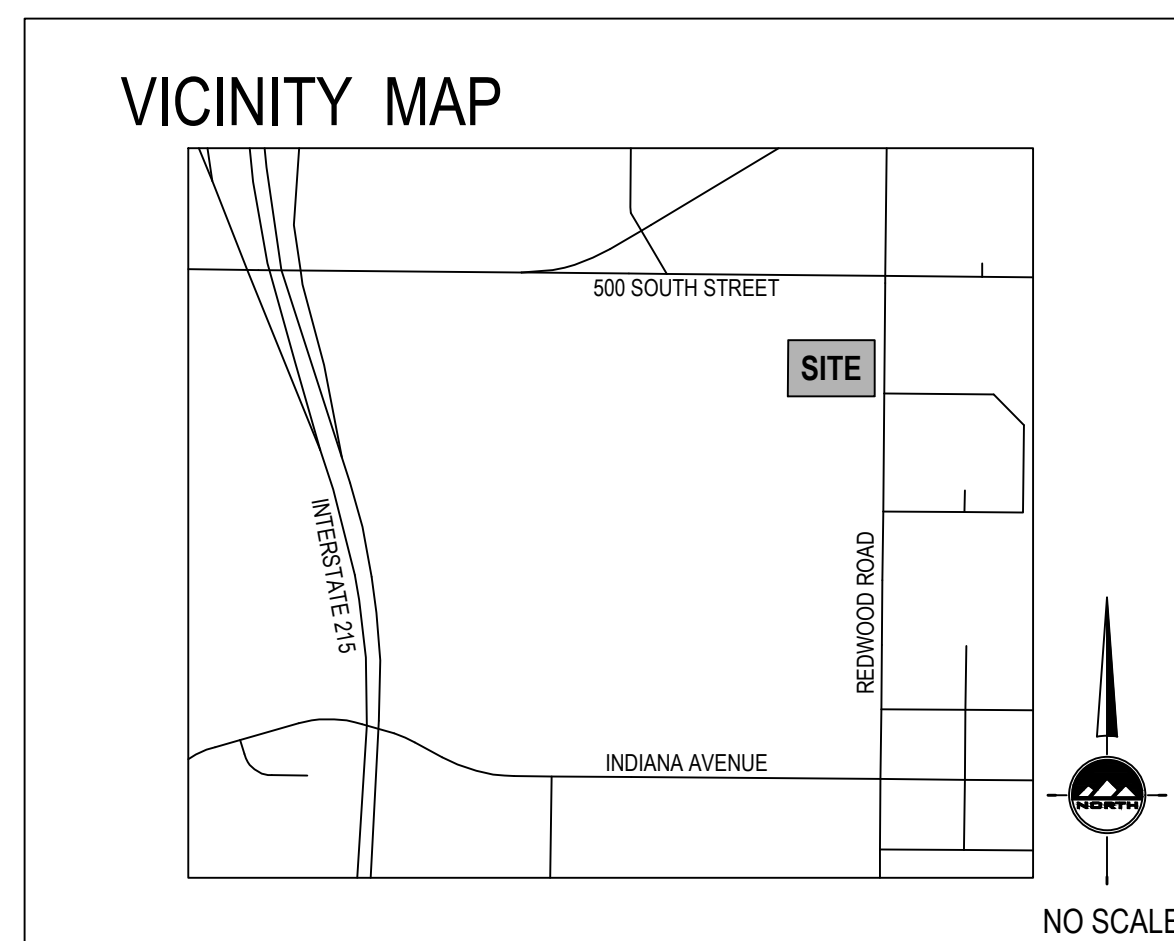 VICINITY MAP
500 SOUTH STREET
SITE
INTERSTATE 215
REDWOOD ROAD
INDIANA AVENUE
NORTH
NO SCALE